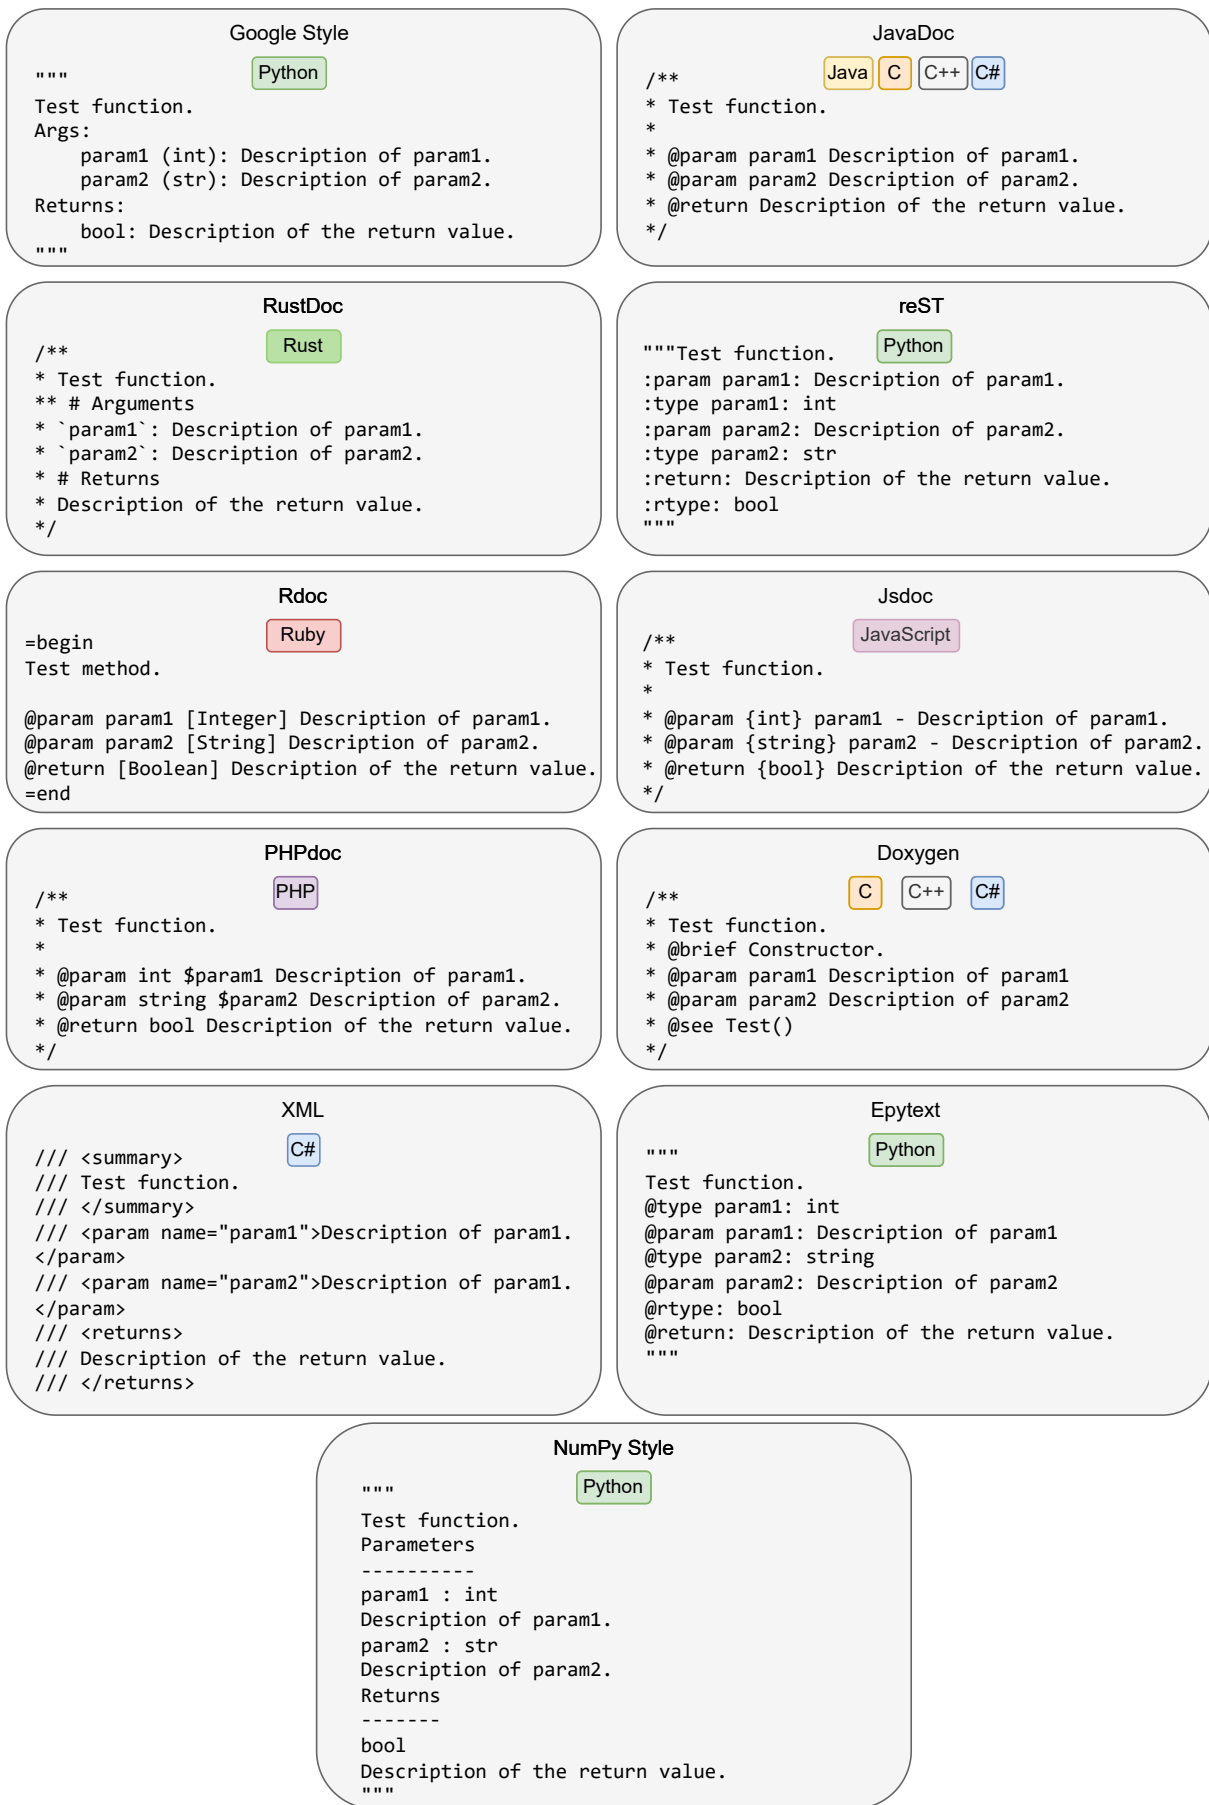 Google Style
Python
"""
Test function.
Args:
    param1 (int): Description of param1.
    param2 (str): Description of param2.
Returns:
    bool: Description of the return value.
"""
JavaDoc
Java C C++ C#
/**
* Test function.
*
* @param param1 Description of param1.
* @param param2 Description of param2.
* @return Description of the return value.
*/
RustDoc
Rust
/**
* Test function.
** # Arguments
* `param1`: Description of param1.
* `param2`: Description of param2.
* # Returns
* Description of the return value.
*/
reST
Python
"""Test function.
:param param1: Description of param1.
:type param1: int
:param param2: Description of param2.
:type param2: str
:return: Description of the return value.
:rtype: bool
"""
Rdoc
Ruby
=begin
Test method.
@param param1 [Integer] Description of param1.
@param param2 [String] Description of param2.
@return [Boolean] Description of the return value.
=end
Jsdoc
JavaScript
/**
* Test function.
*
* @param {int} param1 - Description of param1.
* @param {string} param2 - Description of param2.
* @return {bool} Description of the return value.
*/
PHPdoc
PHP
/**
* Test function.
*
* @param int $param1 Description of param1.
* @param string $param2 Description of param2.
* @return bool Description of the return value.
*/
Doxygen
C C++ C#
/**
* Test function.
* @brief Constructor.
* @param param1 Description of param1
* @param param2 Description of param2
* @see Test()
*/
XML
C#
/// <summary>
/// Test function.
/// </summary>
/// <param name="param1">Description of param1.
</param>
/// <param name="param2">Description of param1.
</param>
/// <returns>
/// Description of the return value.
/// </returns>
Epytext
Python
"""
Test function.
@type param1: int
@param param1: Description of param1
@type param2: string
@param param2: Description of param2
@rtype: bool
@return: Description of the return value.
"""
NumPy Style
Python
"""
Test function.
Parameters
----------
param1 : int
Description of param1.
param2 : str
Description of param2.
Returns
-------
bool
Description of the return value.
"""